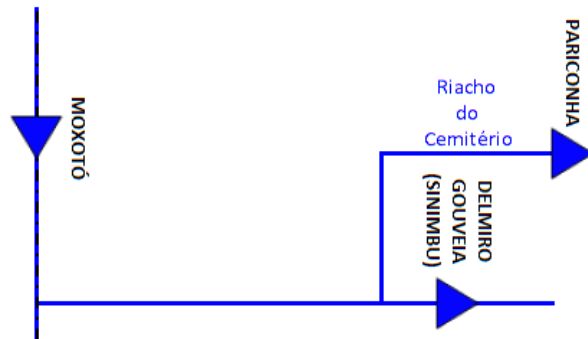 MOXOTÓ
Riacho
do
Cemitério
PARICONHA
DELMIRO
GOUVEIA
(SINIMBU)